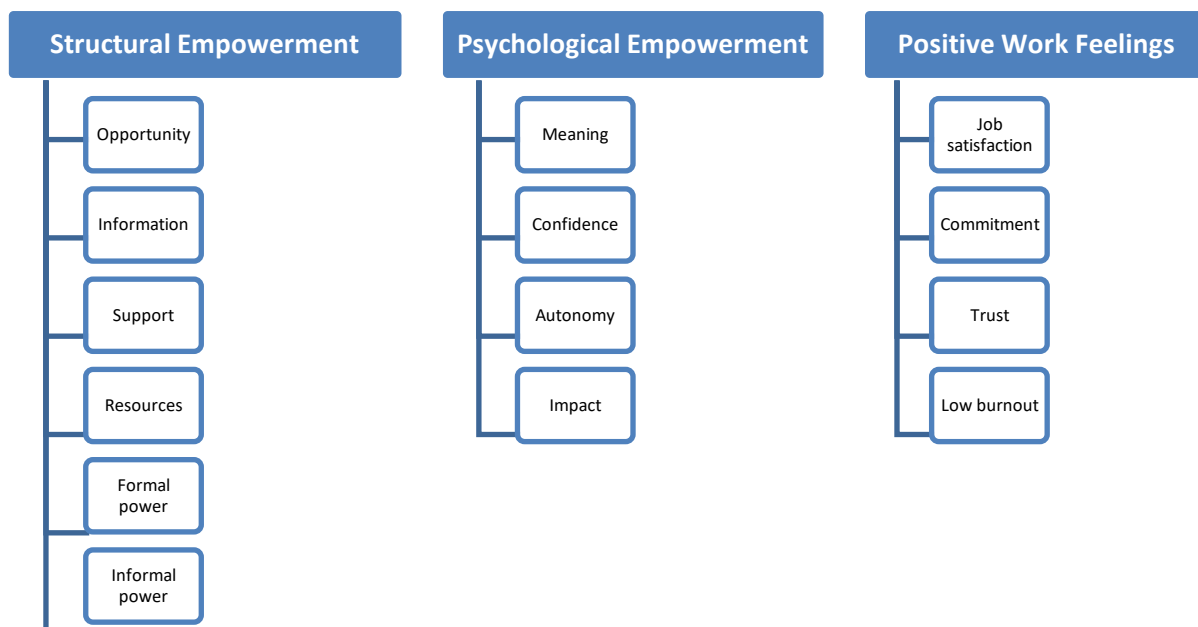 Structural Empowerment
Opportunity
Information
Support
Resources
Formal
power
Informal
power
Psychological Empowerment
Meaning
Confidence
Autonomy
Impact
Positive Work Feelings
Job
satisfaction
Commitment
Trust
Low burnout